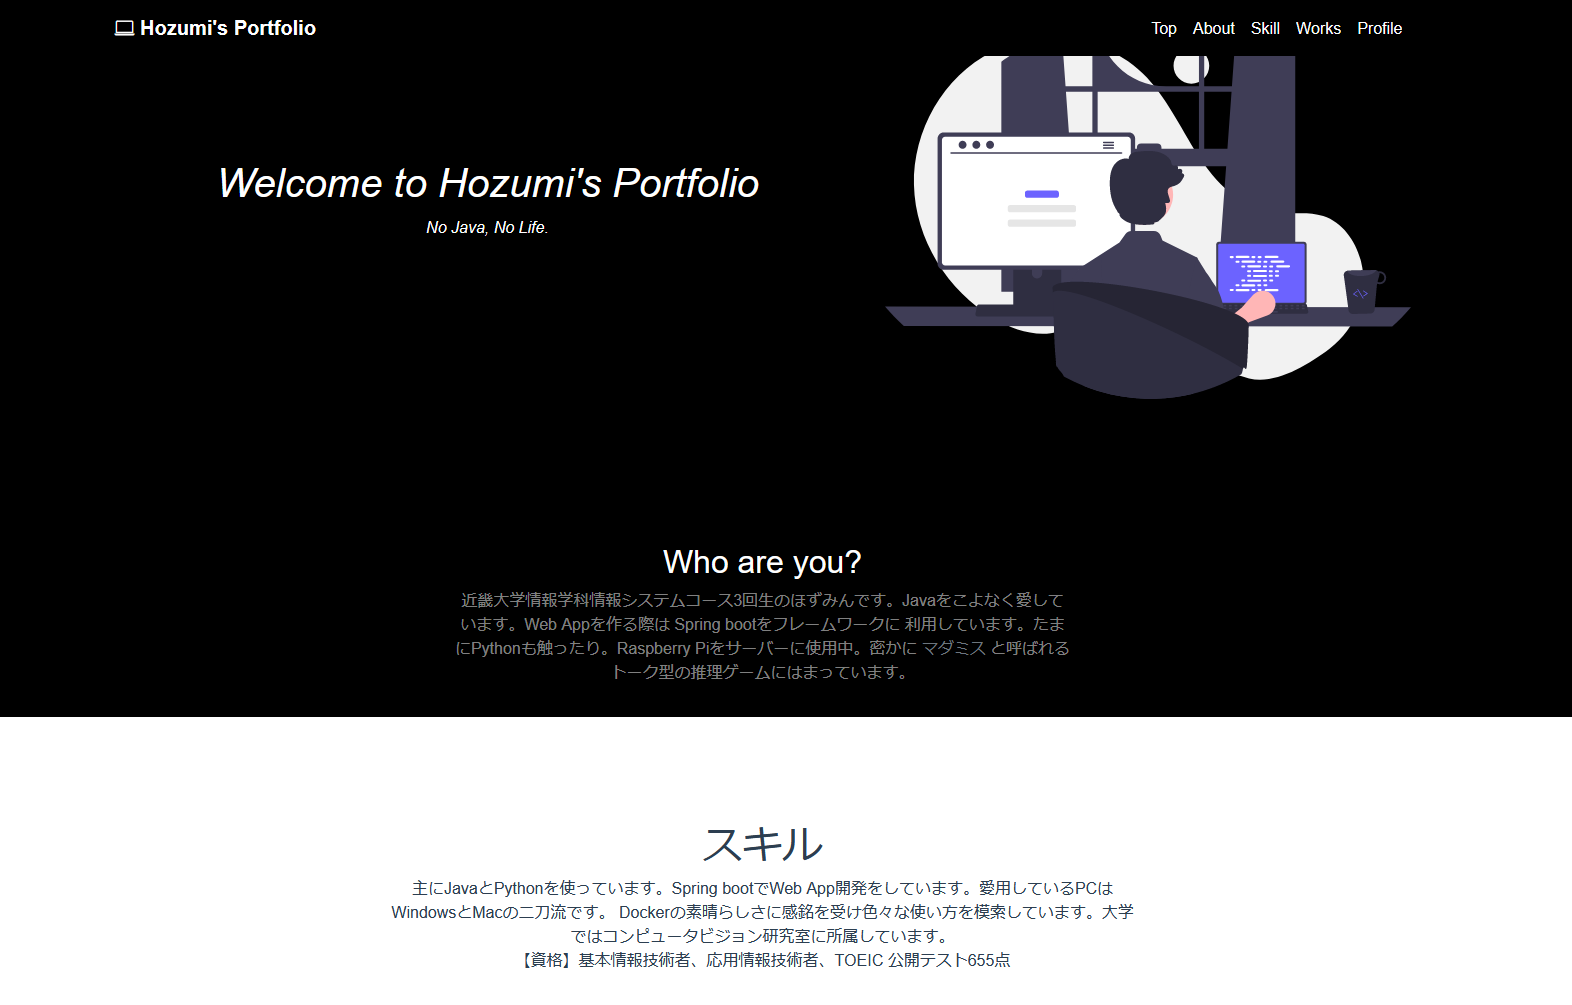 Hozumi's Portfolio
Top About Skill Works Profile
Welcome to Hozumi's Portfolio
No Java, No Life.
Who are you?
近畿大学情報学科情報システムコース3回生のほずみんです。Javaをこよなく愛して
います。Web Appを作る際は Spring bootをフレームワークに 利用しています。たま
にPythonも触ったり。Raspberry Piをサーバーに使用中。密かに マダミス と呼ばれる
トーク型の推理ゲームにはまっています。
スキル
主にJavaとPythonを使っています。Spring bootでWeb App開発をしています。愛用しているPCは
WindowsとMacの二刀流です。 Dockerの素晴らしさに感銘を受け色々な使い方を模索しています。大学
ではコンピュータビジョン研究室に所属しています。
【資格】基本情報技術者、応用情報技術者、TOEIC 公開テスト655点